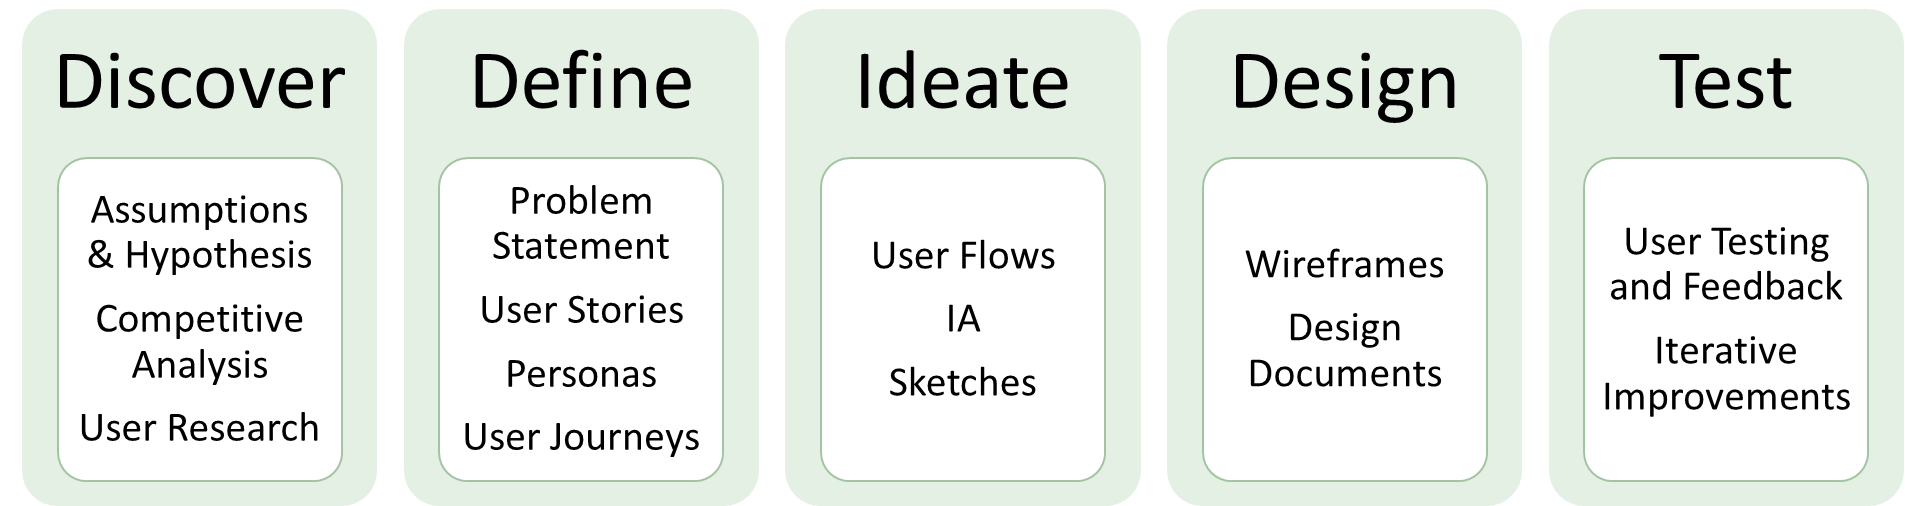 Discover
Assumptions
& Hypothesis
Competitive
Analysis
User Research
Define
Problem
Statement
User Stories
Personas
User Journeys
Ideate
User Flows
IA
Sketches
Design
Wireframes
Design
Documents
Test
User Testing
and Feedback
Iterative
Improvements